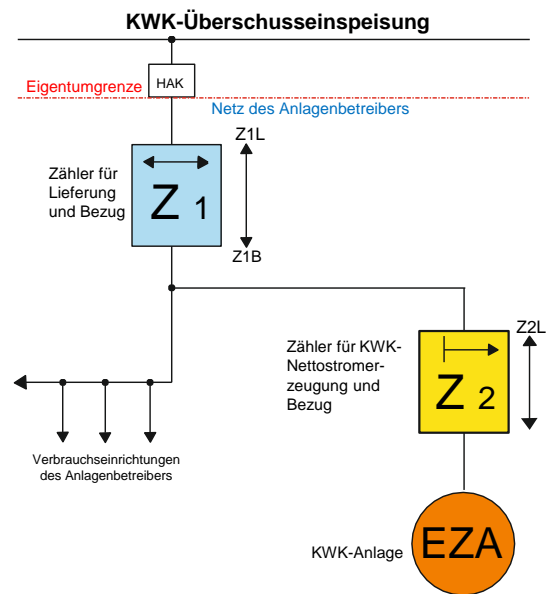 KWK-Überschusseinspeisung
Eigentumgrenze
HAK
Netz des Anlagenbetreibers
Z1L
Zähler für
Lieferung
und Bezug
Z 1
Z1B
Z2L
Zähler für KWK-
Nettostromer-
zeugung und
Bezug
Z 2
Verbrauchseinrichtungen
des Anlagenbetreibers
KWK-Anlage
EZA